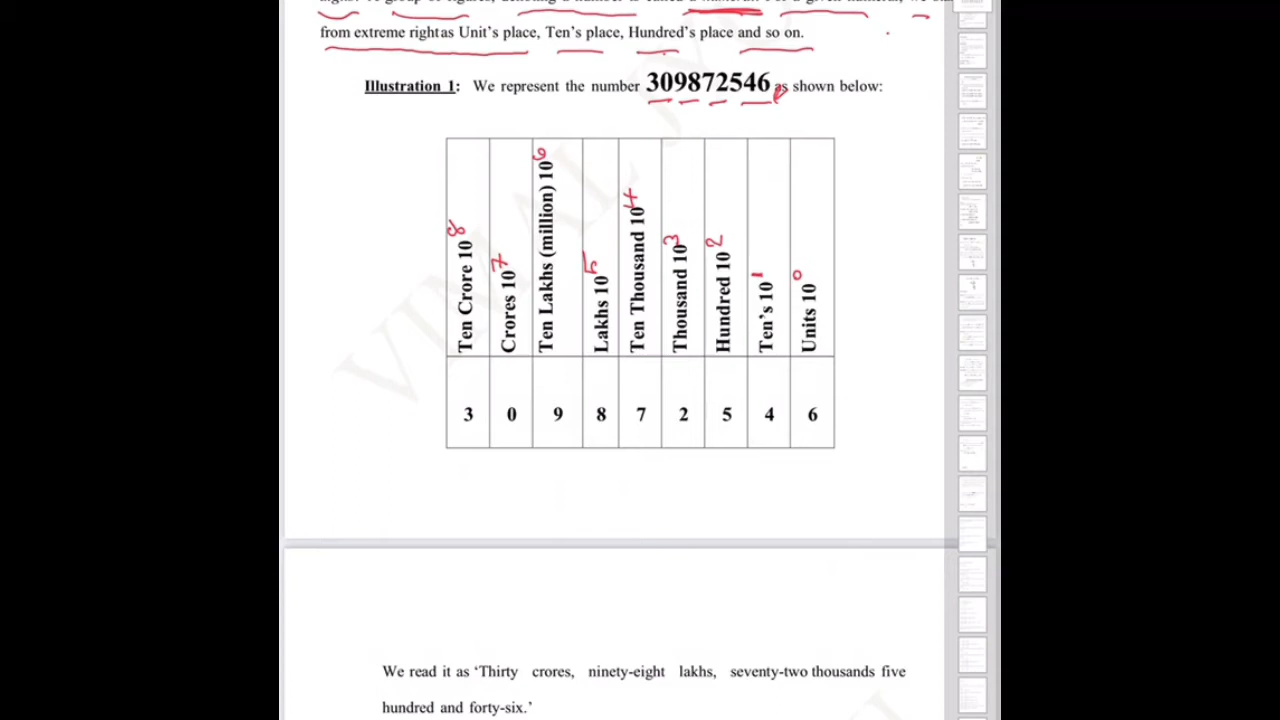 from extreme rightas Unit's place, Ten's place, Hundred's place and so on.
Illustration 1: We represent the number 309872546 as shown below:
Ten Crore 10 8
Crores 10 7
Ten Lakhs (million) 10 6
Lakhs 10 5
Ten Thousand 10 4
Thousand 10 3
Hundred 10 2
Ten's 10 1
Units 10 0
3 0 9 8 7 2 5 4 6
We read it as ‘Thirty crores, ninety-eight lakhs, seventy-two thousands five
hundred and forty-six.’